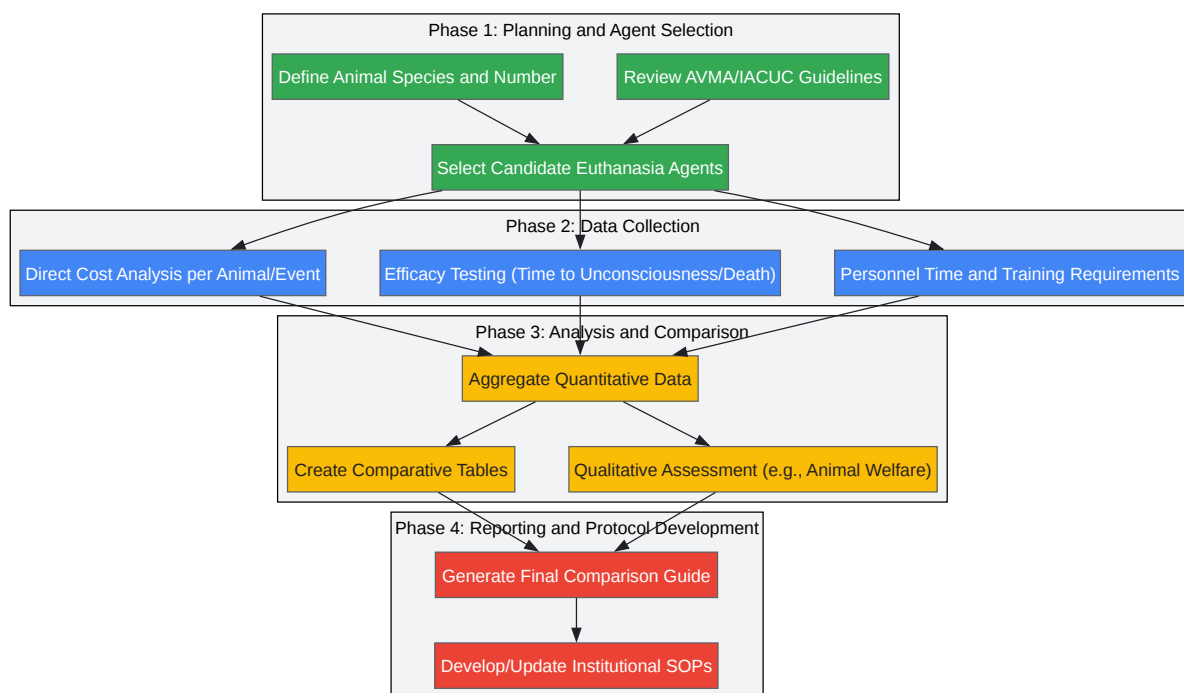 Phase 1: Planning and Agent Selection
Define Animal Species and Number
Review AVMA/IACUC Guidelines
Select Candidate Euthanasia Agents
Phase 2: Data Collection
Direct Cost Analysis per Animal/Event
Efficacy Testing (Time to Unconsciousness/Death)
Personnel Time and Training Requirements
Phase 3: Analysis and Comparison
Aggregate Quantitative Data
Create Comparative Tables
Qualitative Assessment (e.g., Animal Welfare)
Phase 4: Reporting and Protocol Development
Generate Final Comparison Guide
Develop/Update Institutional SOPs